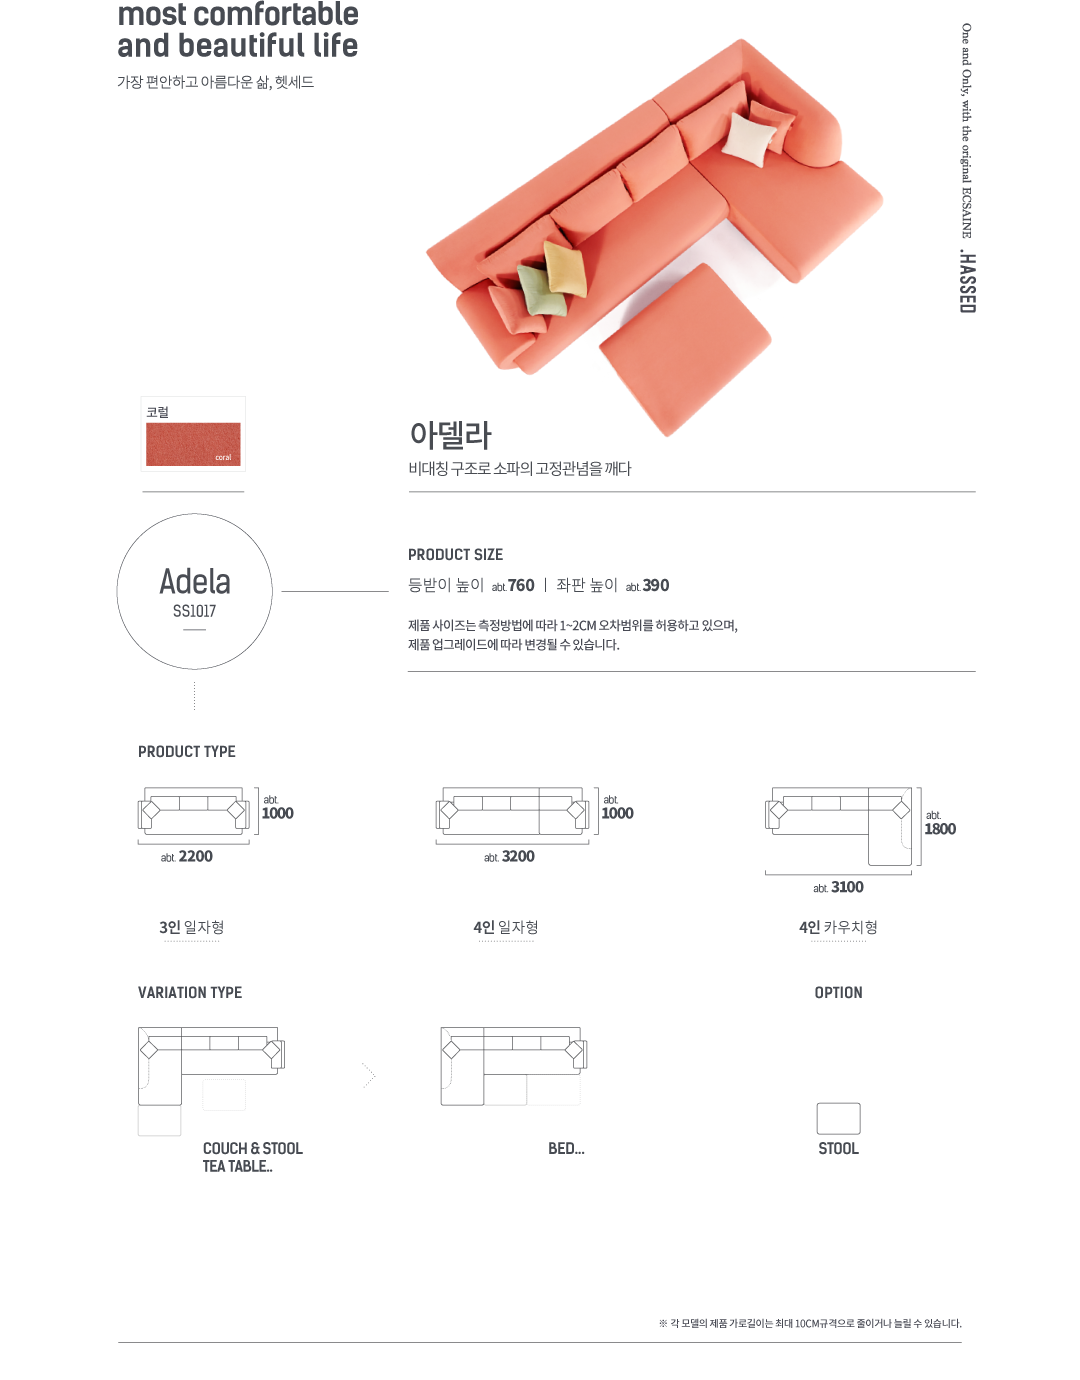 most comfortable
and beautiful life
가장 편안하고 아름다운 삶, 헷세드
One and Only, with the original ECSAINE .HASSED
코럴
coral
아델라
비대칭 구조로 소파의 고정관념을 깨다
Adela
SS1017
PRODUCT SIZE
등받이 높이 abt.760 | 좌판 높이 abt.390
제품 사이즈는 측정방법에 따라 1~2CM 오차범위를 허용하고 있으며,
제품 업그레이드에 따라 변경될 수 있습니다.
PRODUCT TYPE
abt.
1000
abt. 2200
3인 일자형
abt.
1000
abt. 3200
4인 일자형
abt.
1800
abt. 3100
4인 카우치형
VARIATION TYPE
COUCH & STOOL
TEA TABLE..
BED...
OPTION
STOOL
※ 각 모델의 제품 가로길이는 최대 10CM규격으로 줄이거나 늘릴 수 있습니다.